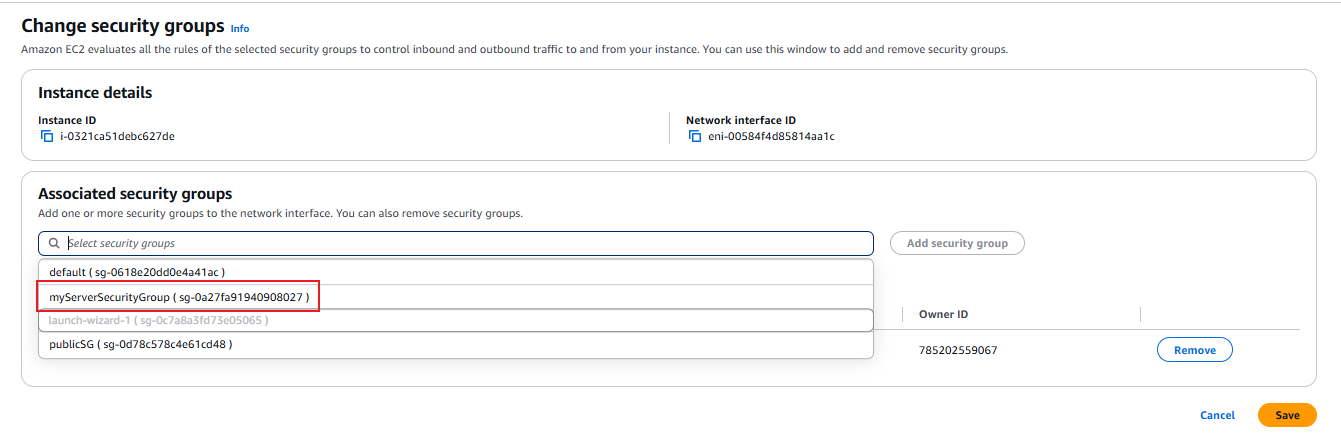 Change security groups Info
Amazon EC2 evaluates all the rules of the selected security groups to control inbound and outbound traffic to and from your instance. You can use this window to add and remove security groups.
Instance details
Instance ID
i-0321ca51debc627de
Network interface ID
eni-00584f4d85814aa1c
Associated security groups
Add one or more security groups to the network interface. You can also remove security groups.
Select security groups
Add security group
default ( sg-0618e20dd0e4a41ac )
myServerSecurityGroup ( sg-0a27fa91940908027 )
launch-wizard-1 ( sg-0c7a8a3fd73e05065 )
publicSG ( sg-0d78c578c4e61cd48 )
Owner ID
785202559067
Remove
Cancel
Save